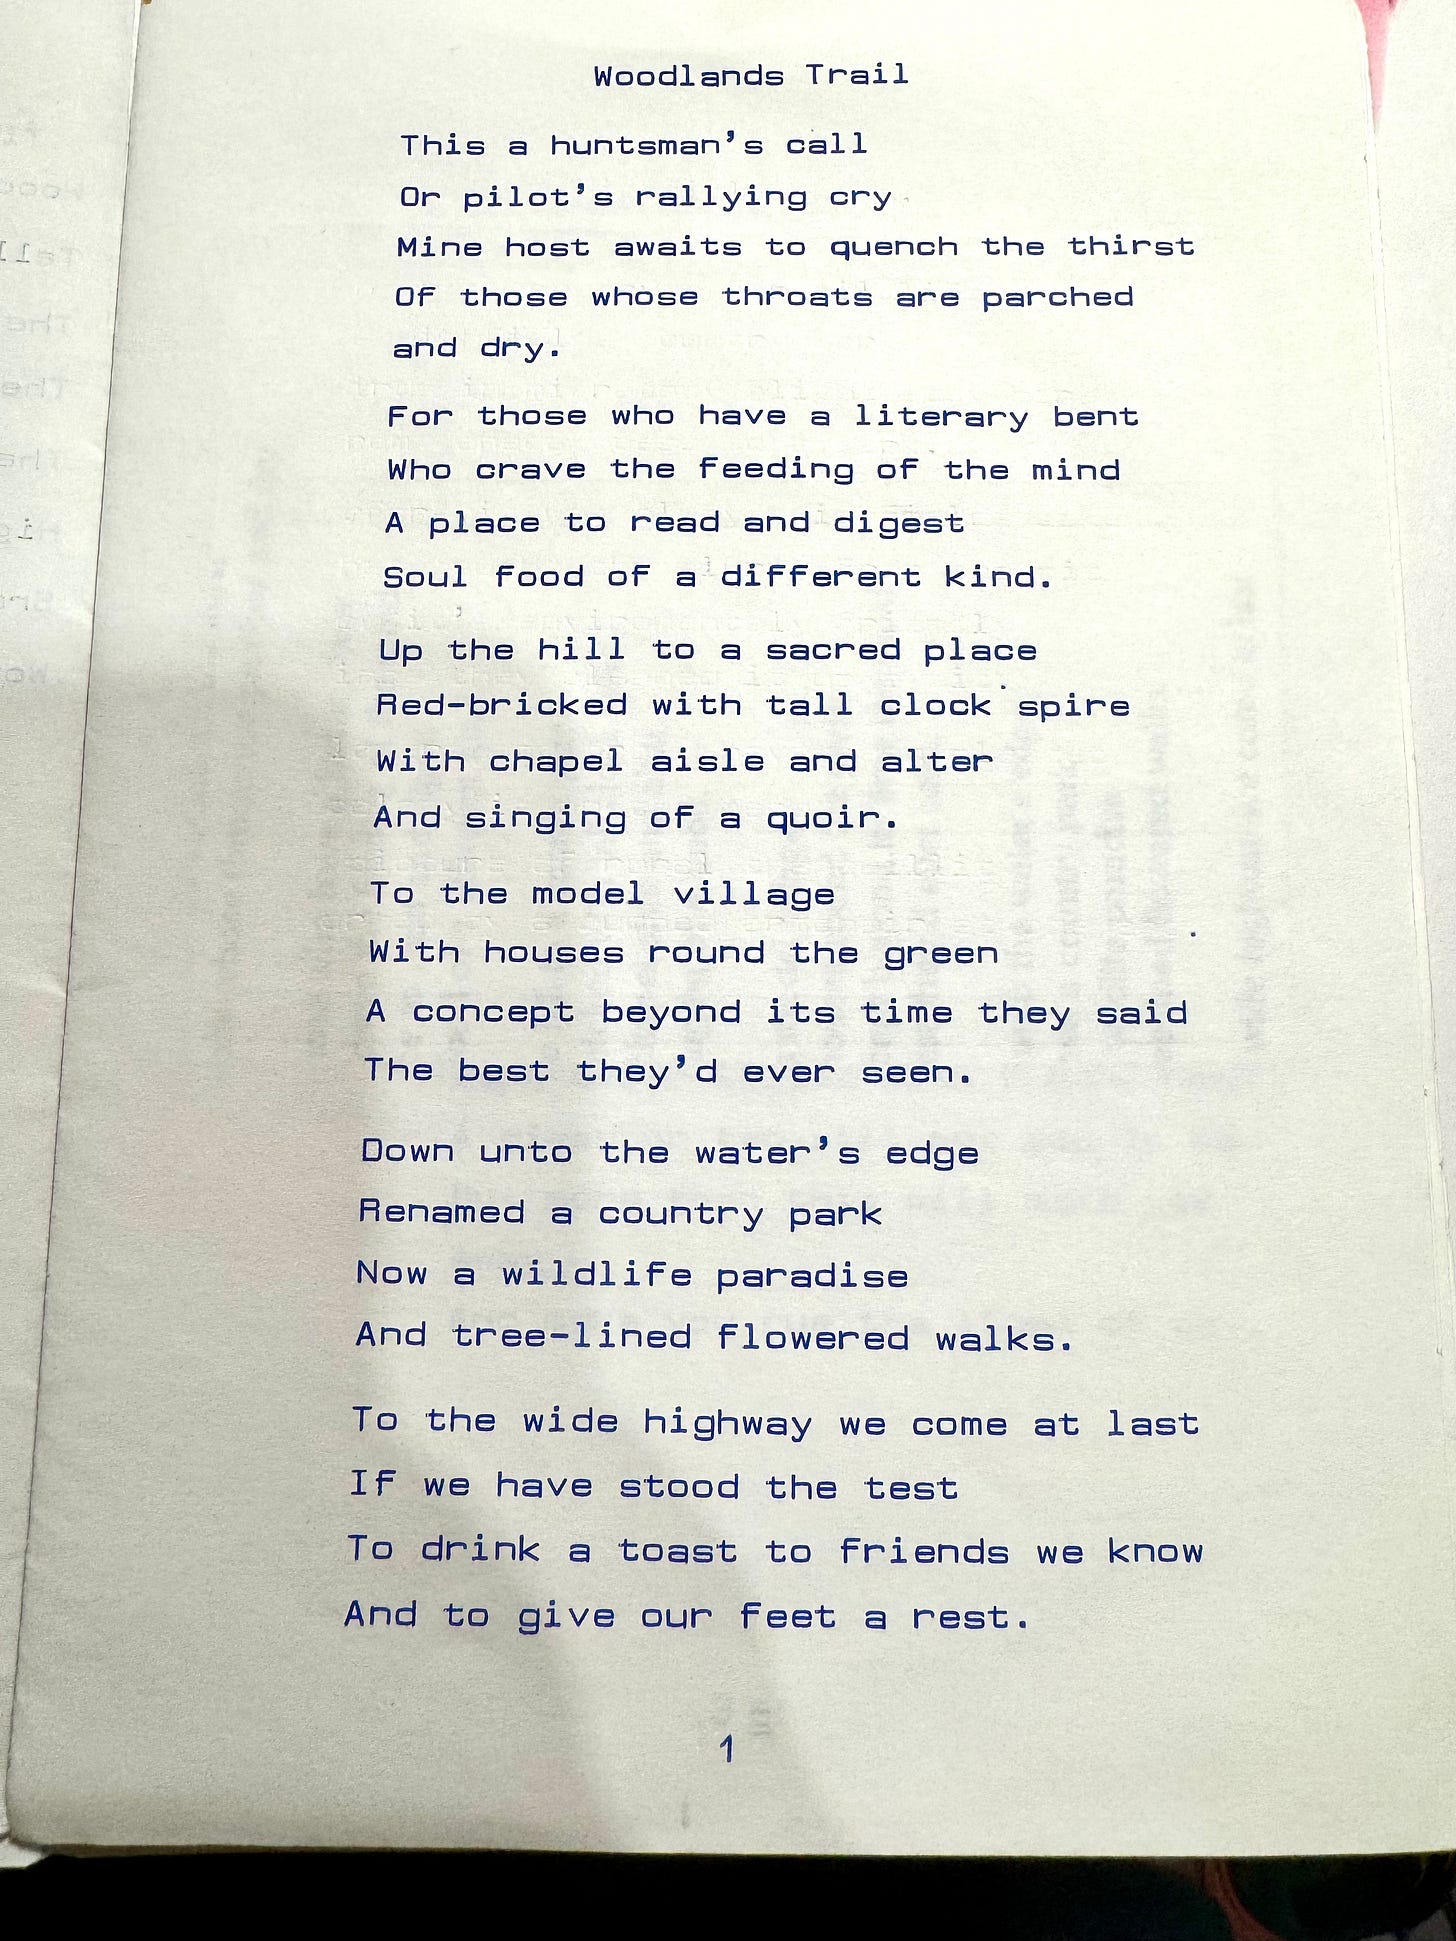 Woodlands Trail
This a huntsman's call
Or pilot's rallying cry
Mine host awaits to quench the thirst
Of those whose throats are parched
and dry.
For those who have a literary bent
Who crave the feeding of the mind
A place to read and digest
Soul food of a different kind.
Up the hill to a sacred place
Red-bricked with tall clock spire
With chapel aisle and alter
And singing of a quoir.
To the model village
With houses round the green
A concept beyond its time they said
The best they'd ever seen.
Down unto the water's edge
Renamed a country park
Now a wildlife paradise
And tree-lined flowered walks.
To the wide highway we come at last
If we have stood the test
To drink a toast to friends we know
And to give our feet a rest.
1